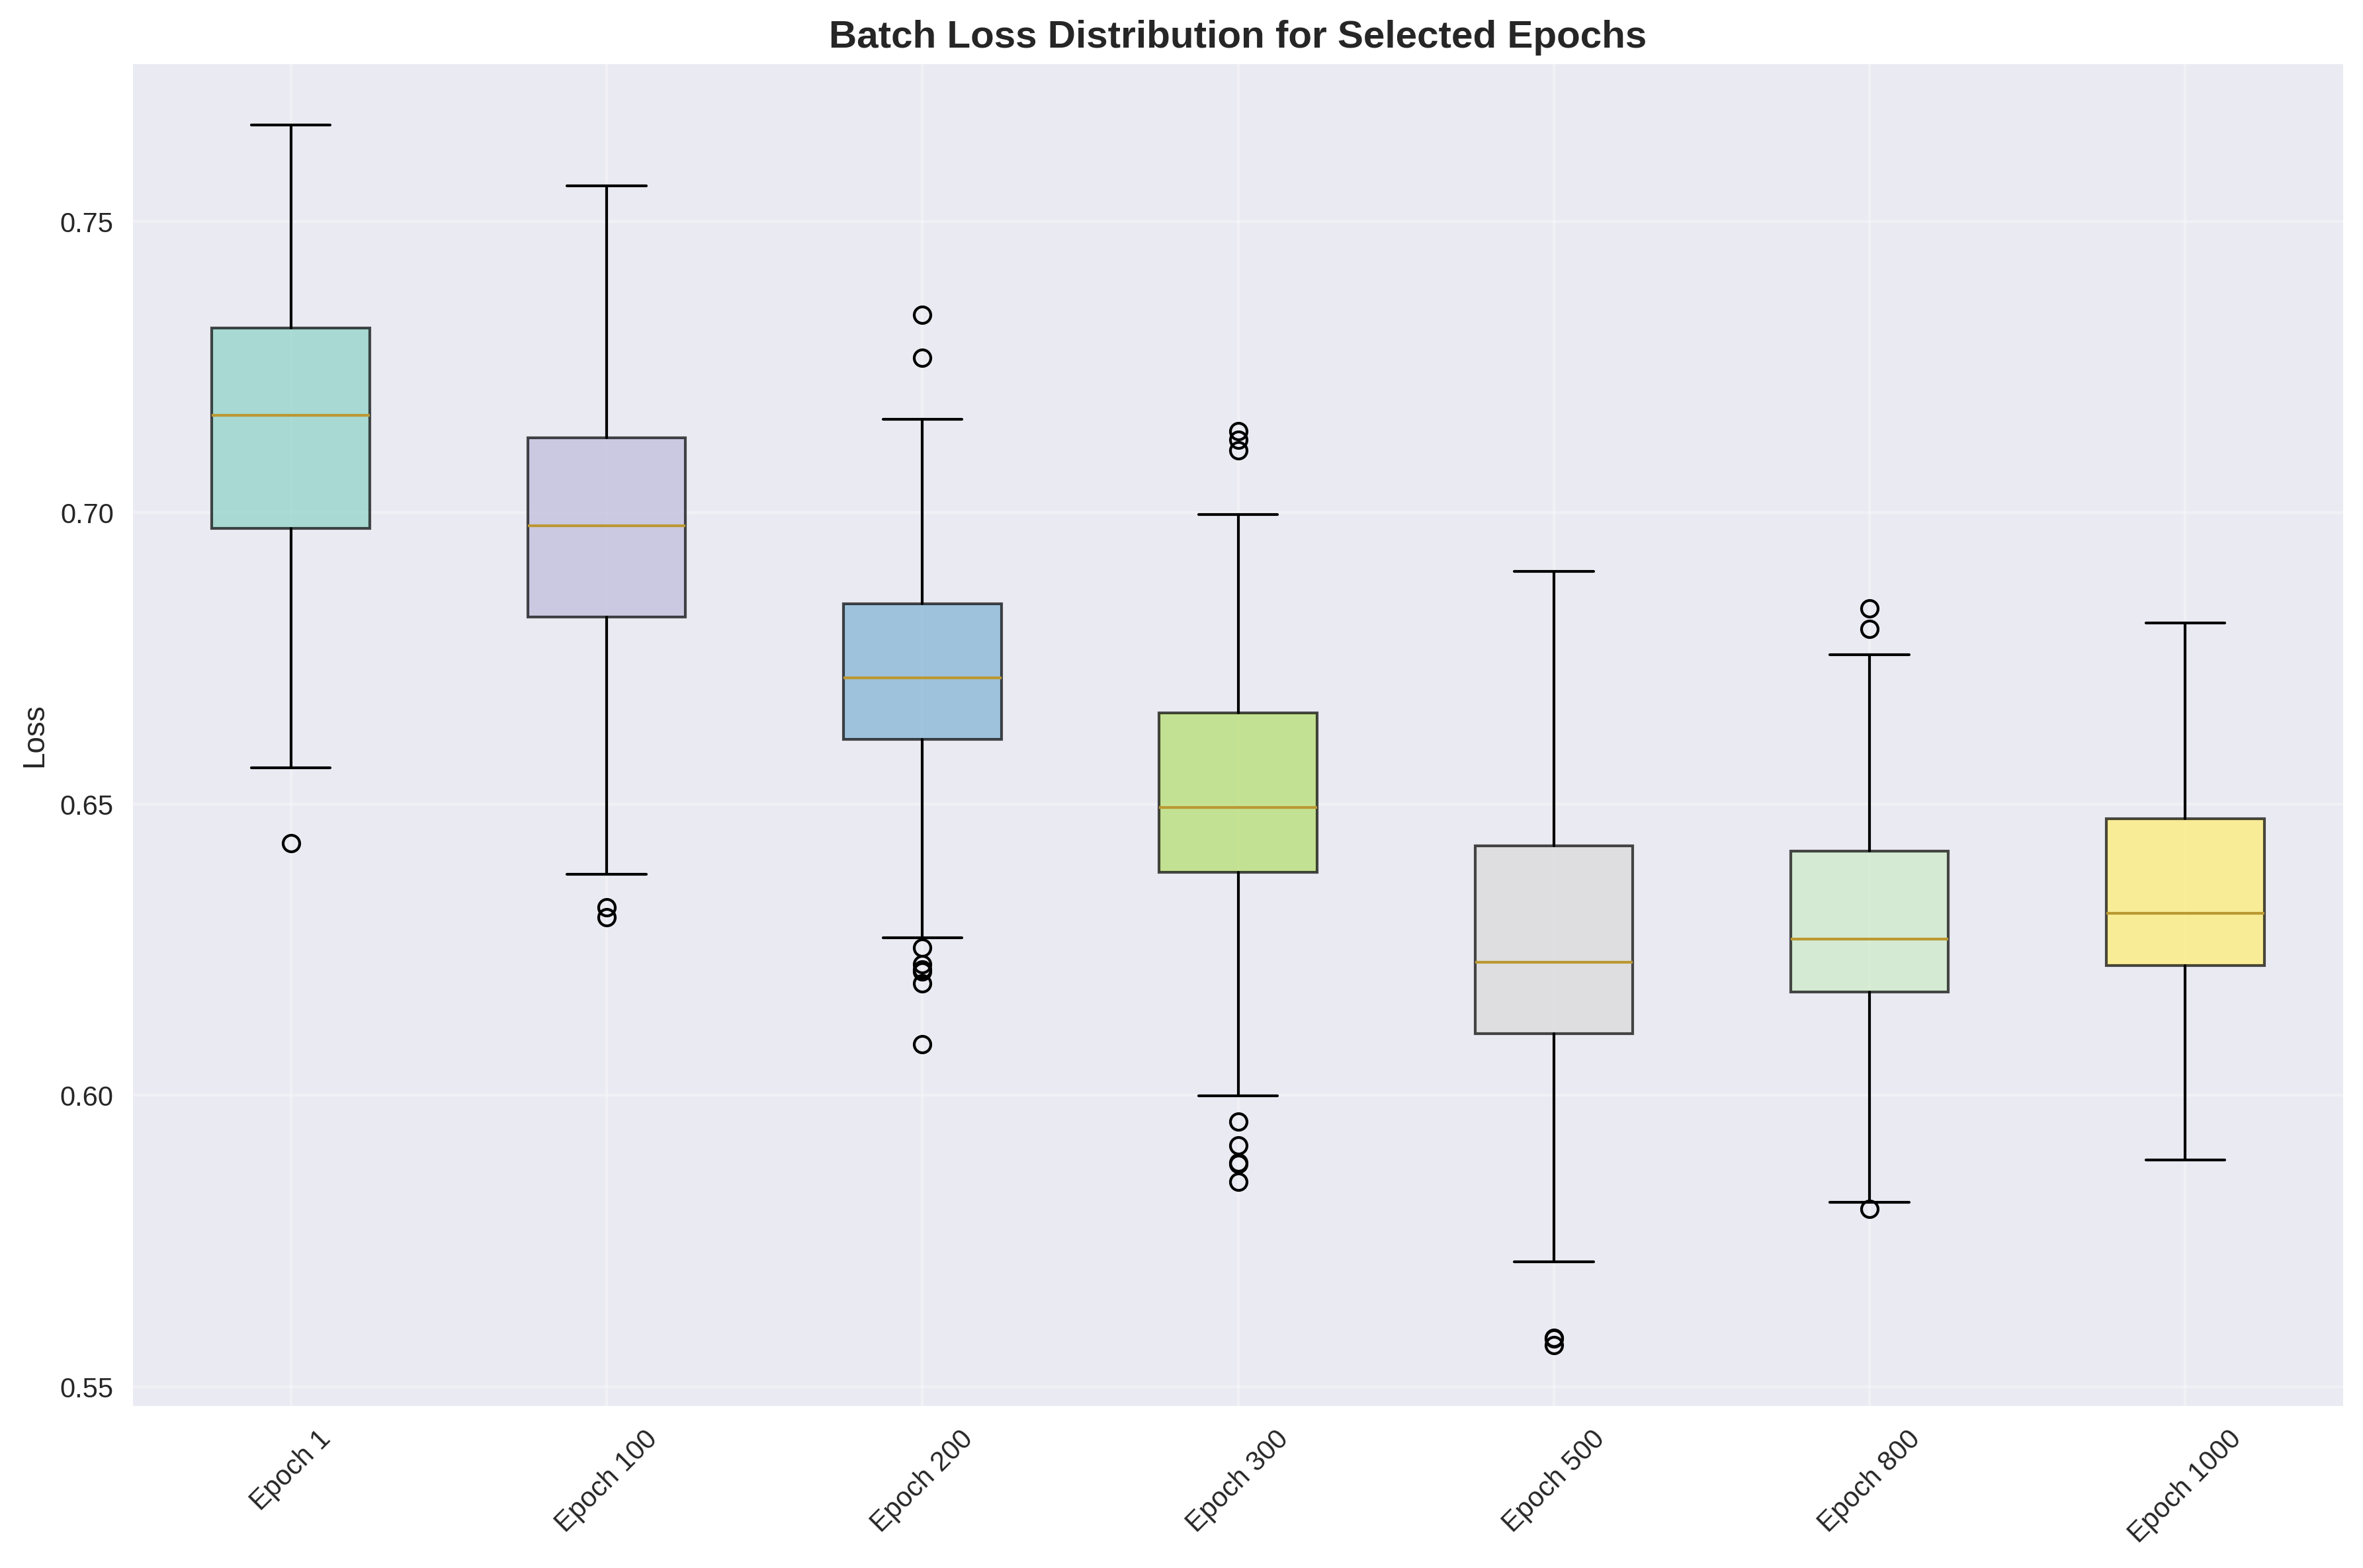 Batch Loss Distribution for Selected Epochs
Loss
0.75
0.70
0.65
0.60
0.55
Epoch 1
Epoch 100
Epoch 200
Epoch 300
Epoch 500
Epoch 800
Epoch 1000